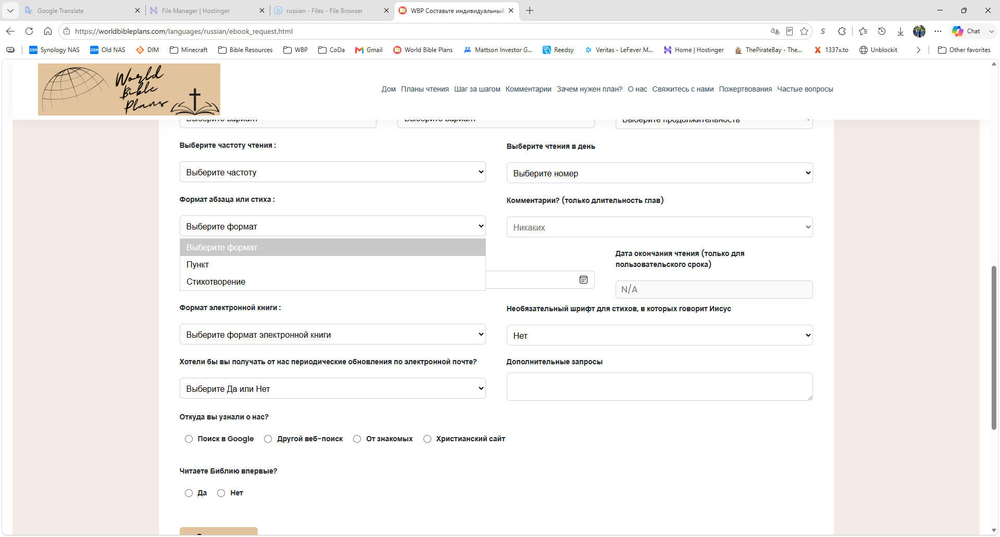 Google Translate
File Manager | Hostinger
russian - Files - File Browser
WBP Составьте индивидуальный
https://worldbibleplans.com/languages/russian/ebook_request.html
Chat
Synology NAS
Old NAS
DIM
Minecraft
Bible Resources
WBP
CoDa
Gmail
World Bible Plans
Mattson Investor G...
Reedsy
Veritas - LeFever M...
Home | Hostinger
ThePirateBay - The...
1337x.to
Unblockit
Other favorites
World
Bible
Plans
Дом Планы чтения Шаг за шагом Комментарии Зачем нужен план? О нас Свяжитесь с нами Пожертвования Частые вопросы
Выберите вариант
Выберите вариант
Выберите продолжительность
Выберите частоту чтения :
Выберите чтения в день
Выберите частоту
Выберите номер
Формат абзаца или стиха :
Комментарии? (только длительность глав)
Выберите формат
Никаких
Выберите формат
Пункт
Стихотворение
Дата окончания чтения (только для
пользовательского срока)
N/A
Формат электронной книги :
Необязательный шрифт для стихов, в которых говорит Иисус
Выберите формат электронной книги
Нет
Хотели бы вы получать от нас периодические обновления по электронной почте?
Дополнительные запросы
Выберите Да или Нет
Откуда вы узнали о нас?
Поиск в Google
Другой веб-поиск
От знакомых
Христианский сайт
Читаете Библию впервые?
Да
Нет